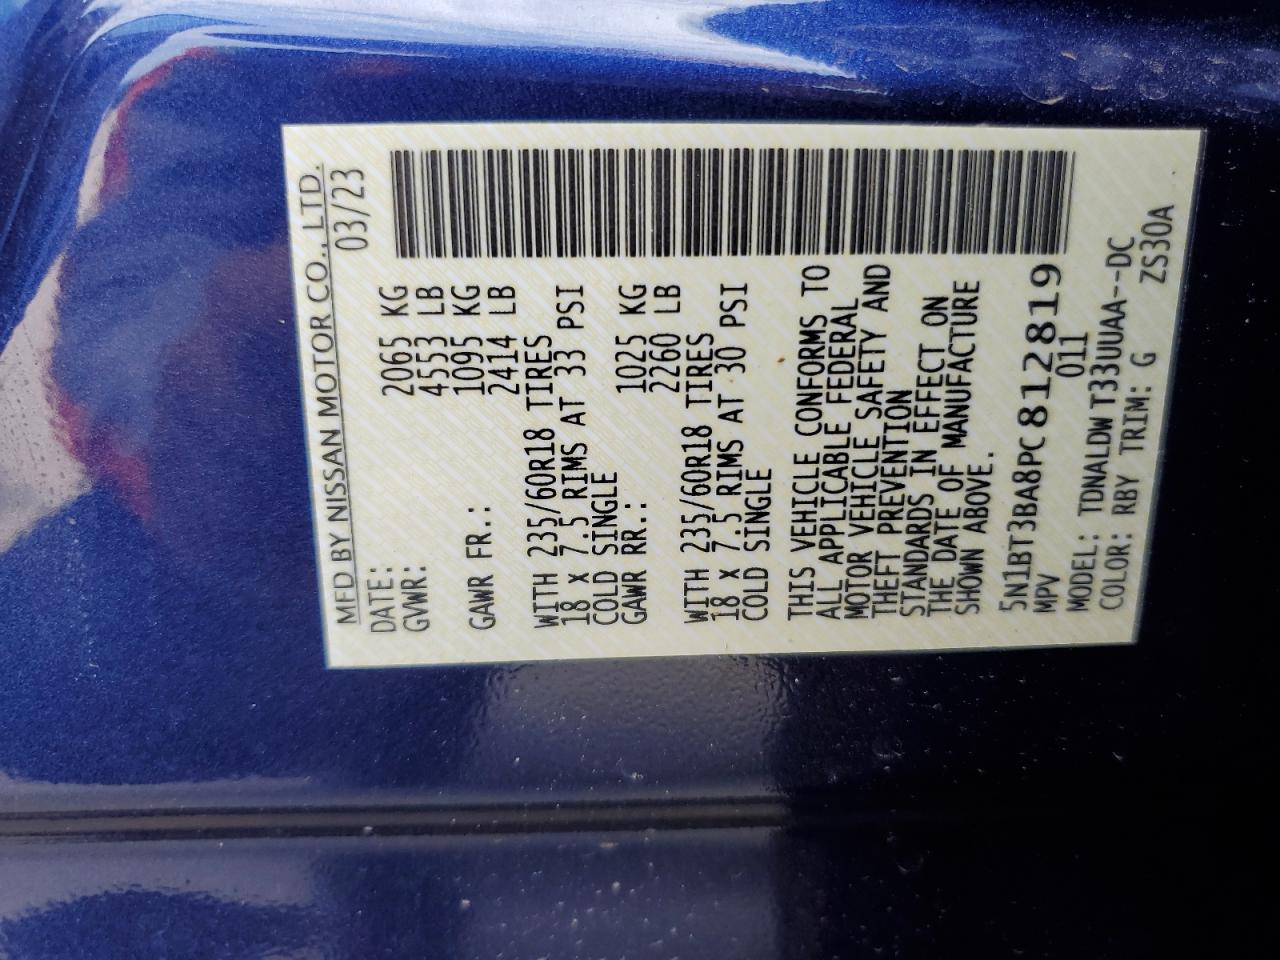 MFD BY NISSAN MOTOR CO., LTD.
DATE: 03/23
GVWR: 2065 KG
4553 LB
GAWR FR.: 1095 KG
2414 LB
WITH 235/60R18 TIRES
18 x 7.5 RIMS AT 33 PSI
COLD SINGLE
GAWR RR.: 1025 KG
2260 LB
WITH 235/60R18 TIRES
18 x 7.5 RIMS AT 30 PSI
COLD SINGLE
THIS VEHICLE CONFORMS TO
ALL APPLICABLE FEDERAL
MOTOR VEHICLE SAFETY AND
THEFT PREVENTION
STANDARDS IN EFFECT ON
THE DATE OF MANUFACTURE
SHOWN ABOVE.
5N1BT3BA8PC812819
MPV 011
MODEL: TDNALDW T33UUAA--DC
COLOR: RBY TRIM: G ZS30A